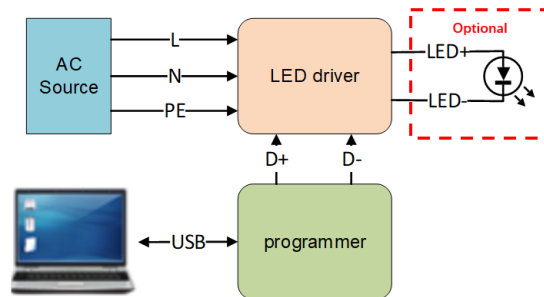 Optional
L
LED+
AC
Source
N
LED driver
PE
LED-
D+
D-
USB
programmer